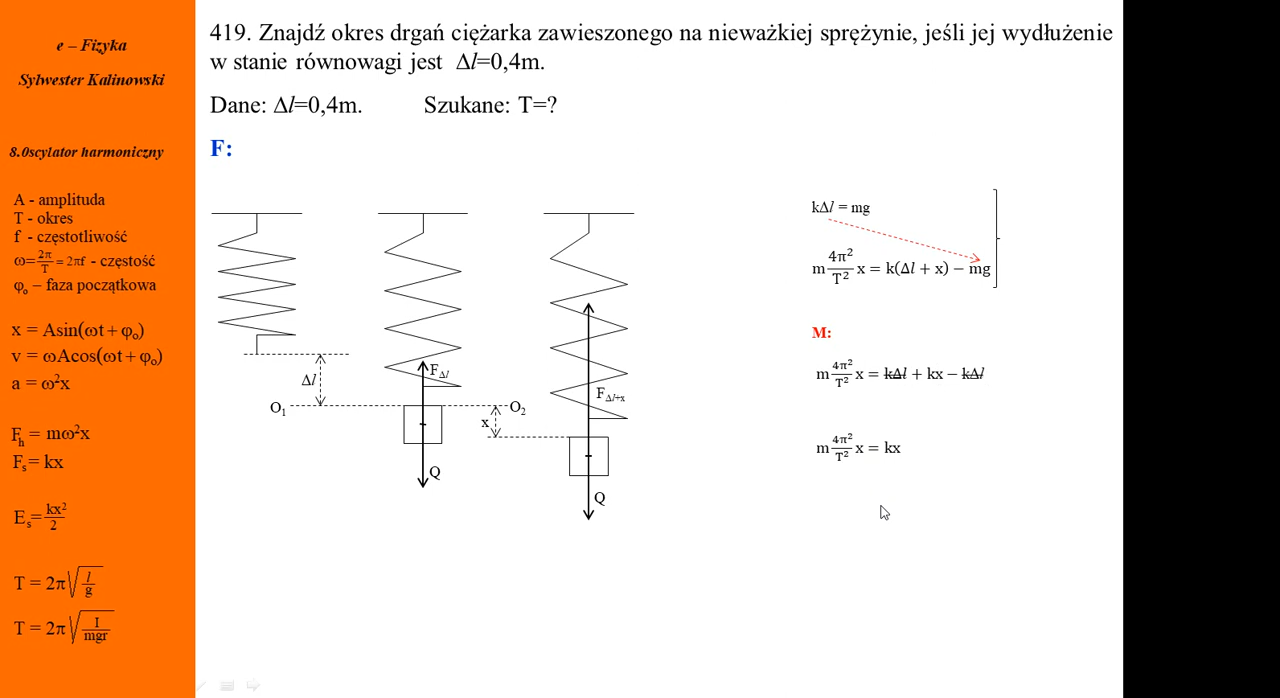 e – Fizyka
Sylwester Kalinowski
8.Oscylator harmoniczny
A - amplituda
T - okres
f - częstotliwość
ω=2π/T = 2πf - częstość
φₒ – faza początkowa
x = Asin(ωt + φₒ)
v = ωAcos(ωt + φₒ)
a = ω²x
Fₕ = mω²x
Fₛ= kx
Eₛ=kx²/2
T = 2π√(l/g)
T = 2π√(I/mgr)
419. Znajdź okres drgań ciężarka zawieszonego na nieważkiej sprężynie, jeśli jej wydłużenie
w stanie równowagi jest Δl=0,4m.
Dane: Δl=0,4m. Szukane: T=?
F:
Δl
O₁
F_Δl
Q
x
O₂
F_Δl+x
Q
kΔl = mg
m 4π²/T² x = k(Δl + x) − mg
M:
m 4π²/T² x = kΔl + kx − kΔl
m 4π²/T² x = kx